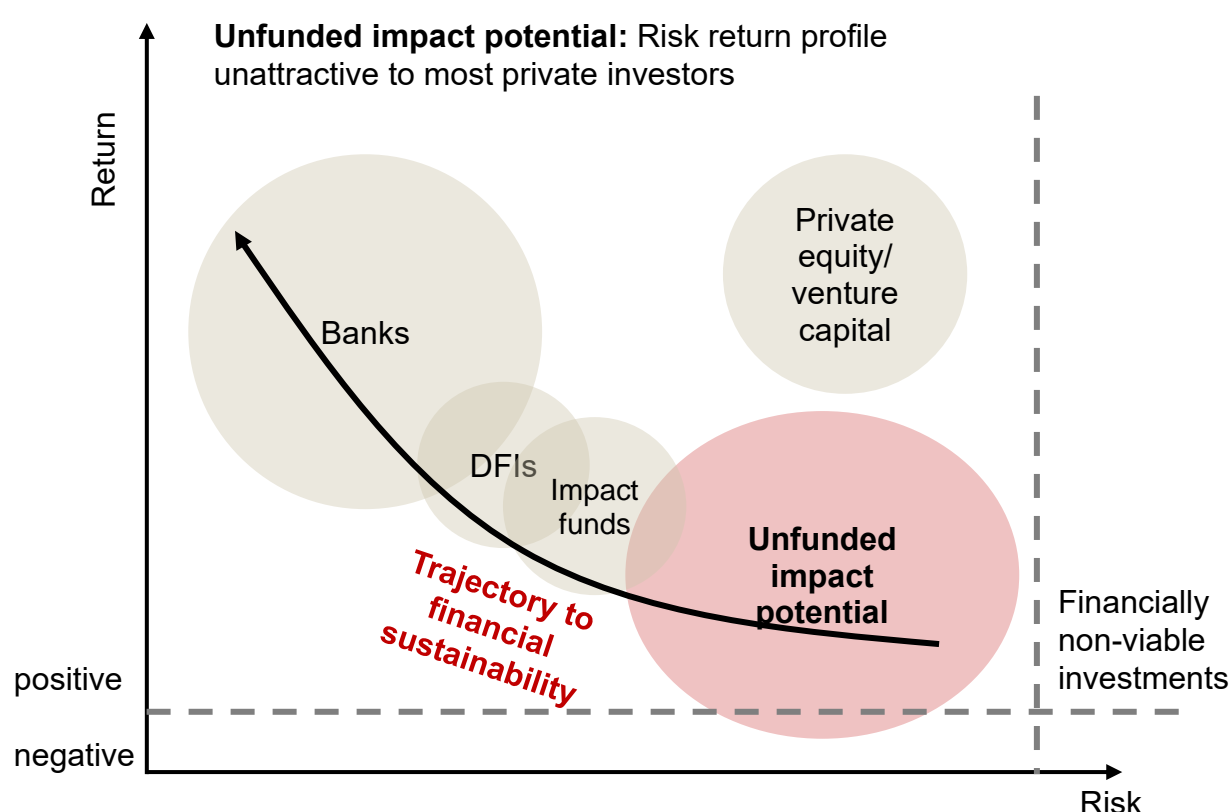 Unfunded impact potential: Risk return profile
unattractive to most private investors
Return
Private
equity/
venture
capital
Banks
DFIs
Impact
funds
Unfunded
impact
potential
Trajectory to
financial
sustainability
Financially
non-viable
investments
positive
negative
Risk